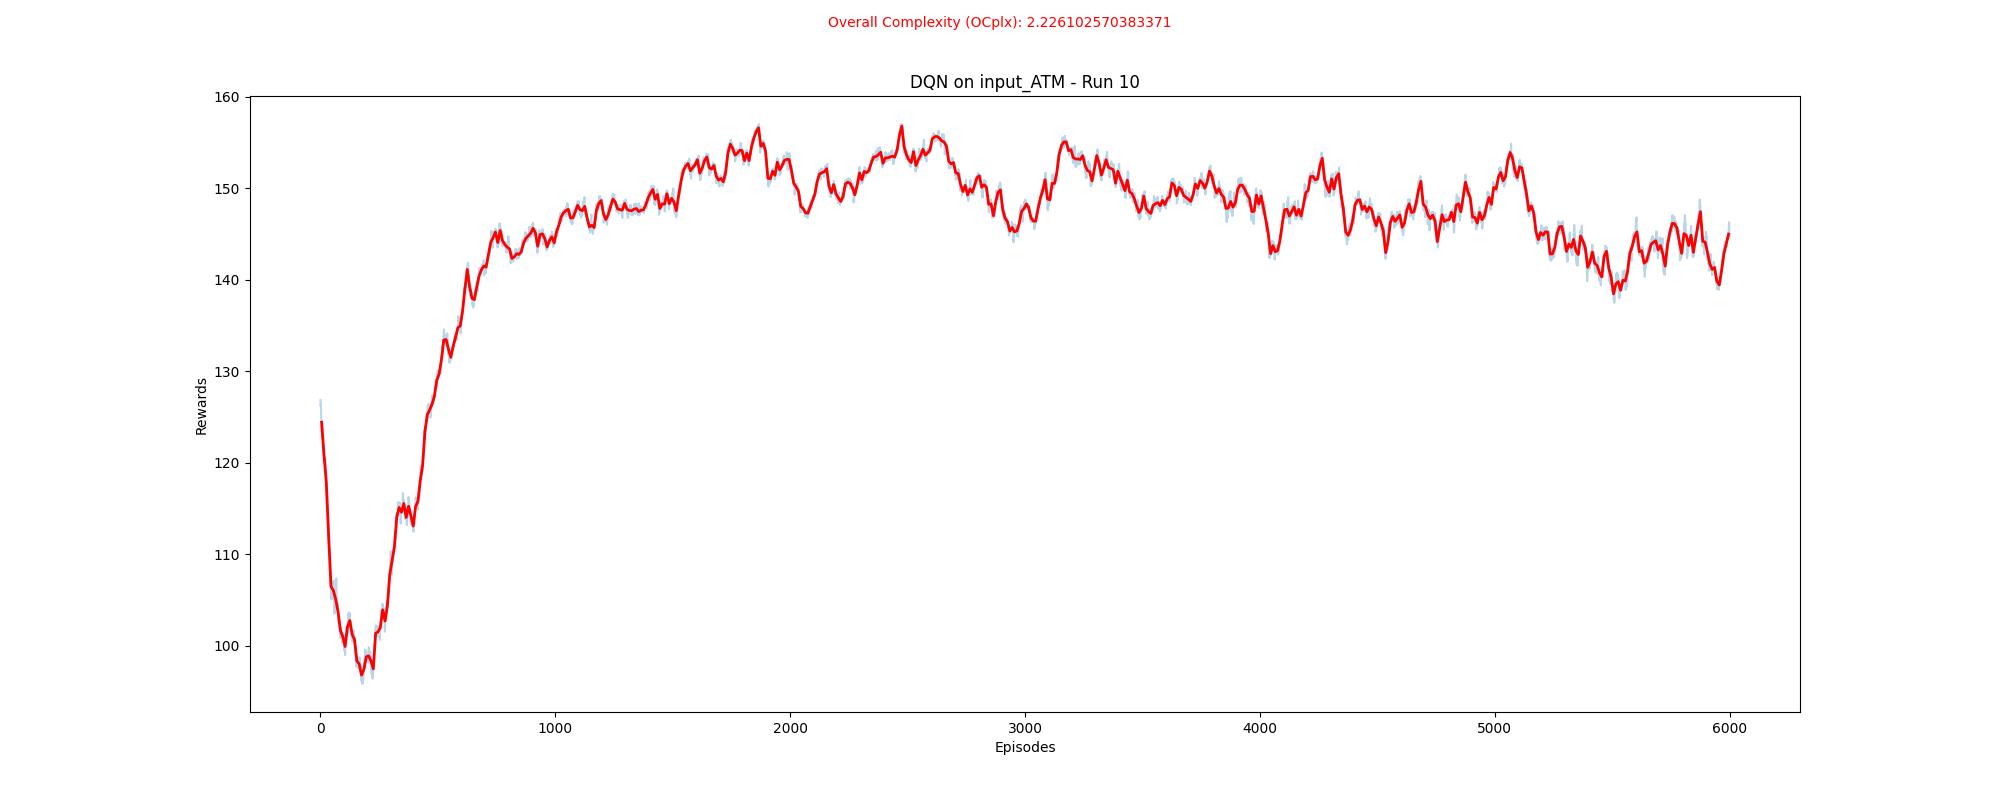 Overall Complexity (OCplx): 2.226102570383371
DQN on input_ATM - Run 10
160
150
140
130
120
110
100
Rewards
0 1000 2000 3000 4000 5000 6000
Episodes